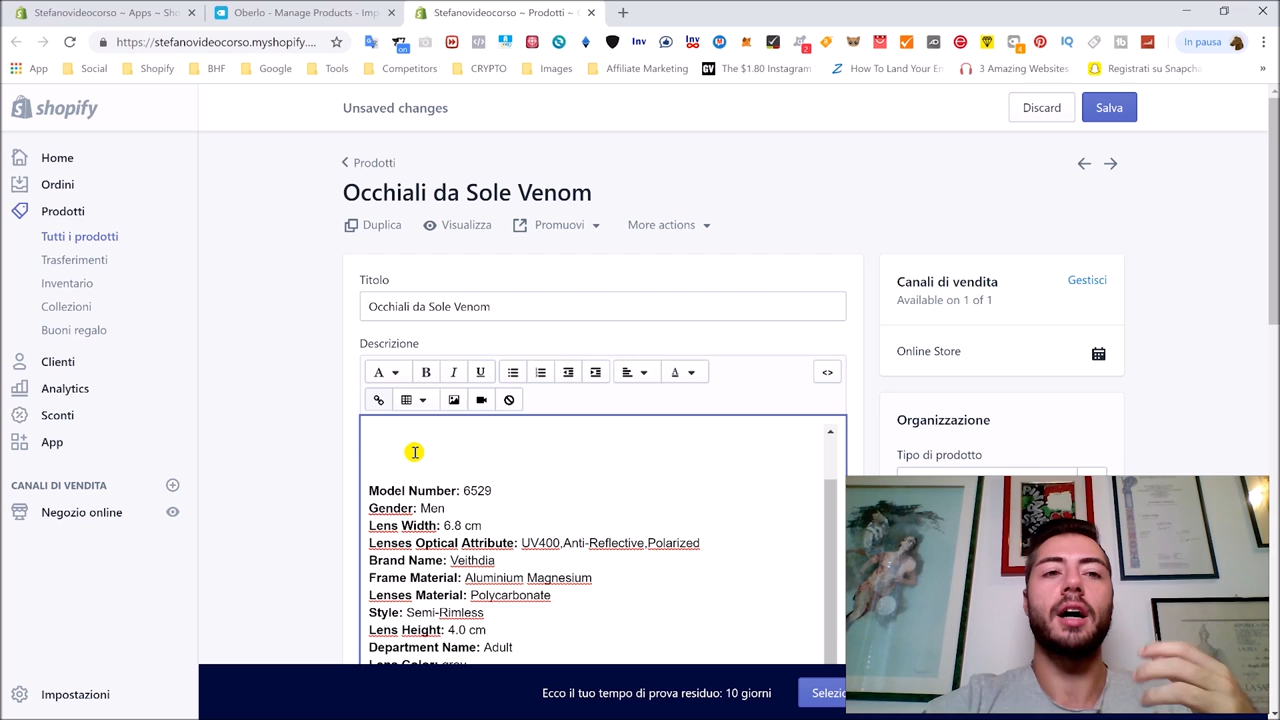 Stefanovideocorso ~ Apps ~ Sho
Oberlo - Manage Products - Imp
Stefanovideocorso ~ Prodotti ~
https://stefanovideocorso.myshopify....
In pausa
App
Social
Shopify
BHF
Google
Tools
Competitors
CRYPTO
Images
Affiliate Marketing
The $1.80 Instagram
How To Land Your En
3 Amazing Websites
Registrati su Snapcha
shopify
Unsaved changes
Discard
Salva
Home
Ordini
Prodotti
Tutti i prodotti
Trasferimenti
Inventario
Collezioni
Buoni regalo
Clienti
Analytics
Sconti
App
CANALI DI VENDITA
Negozio online
Impostazioni
Prodotti
Occhiali da Sole Venom
Duplica
Visualizza
Promuovi
More actions
Titolo
Occhiali da Sole Venom
Descrizione
Model Number: 6529
Gender: Men
Lens Width: 6.8 cm
Lenses Optical Attribute: UV400,Anti-Reflective,Polarized
Brand Name: Veithdia
Frame Material: Aluminium Magnesium
Lenses Material: Polycarbonate
Style: Semi-Rimless
Lens Height: 4.0 cm
Department Name: Adult
Lens Color: gray
Canali di vendita
Gestisci
Available on 1 of 1
Online Store
Organizzazione
Tipo di prodotto
Ecco il tuo tempo di prova residuo: 10 giorni
Selezio